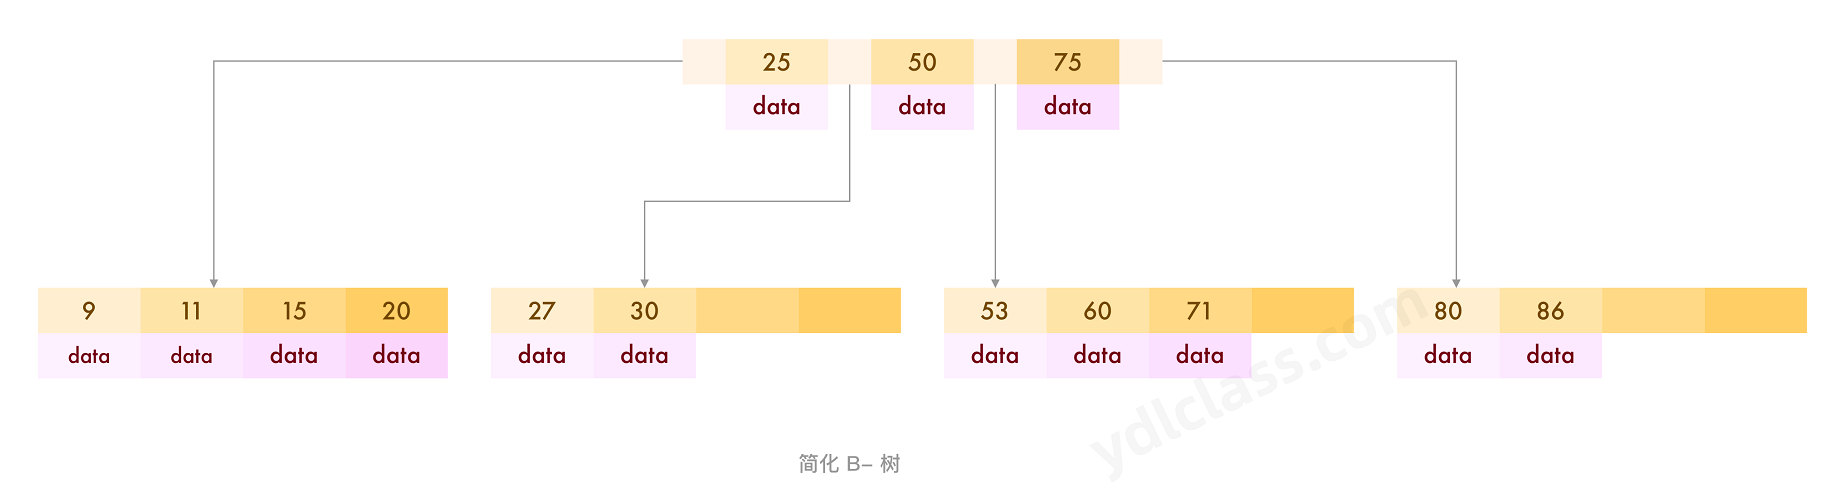 25 50 75
data data data
9 11 15 20 27 30 53 60 71 80 86
data data data data data data data data data data data
ydlclass.com
简化 B- 树